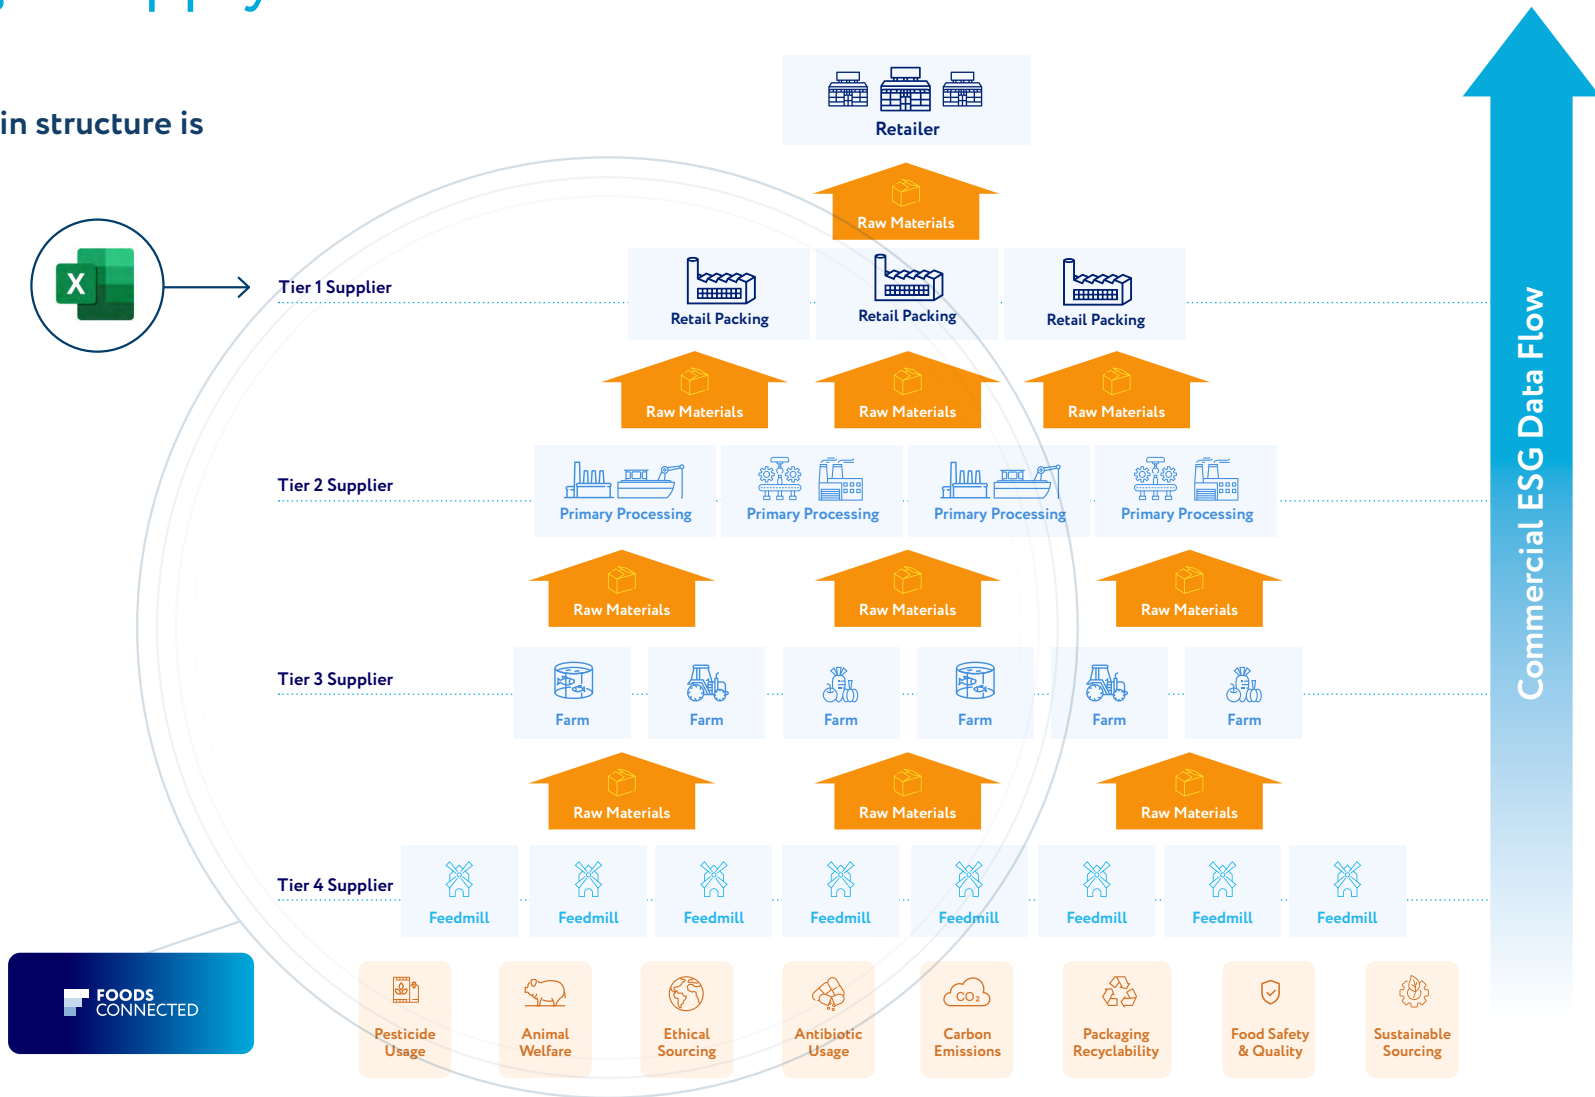 in structure is
Retailer
Raw Materials
X
Tier 1 Supplier
Retail Packing
Retail Packing
Retail Packing
Raw Materials
Raw Materials
Raw Materials
Tier 2 Supplier
Primary Processing
Primary Processing
Primary Processing
Primary Processing
Raw Materials
Raw Materials
Raw Materials
Tier 3 Supplier
Farm
Farm
Farm
Farm
Farm
Farm
Raw Materials
Raw Materials
Raw Materials
Tier 4 Supplier
Feedmill
Feedmill
Feedmill
Feedmill
Feedmill
Feedmill
Feedmill
Feedmill
FOODS
CONNECTED
Pesticide
Usage
Animal
Welfare
Ethical
Sourcing
Antibiotic
Usage
CO₂
Carbon
Emissions
Packaging
Recyclability
Food Safety
& Quality
Sustainable
Sourcing
Commercial ESG Data Flow